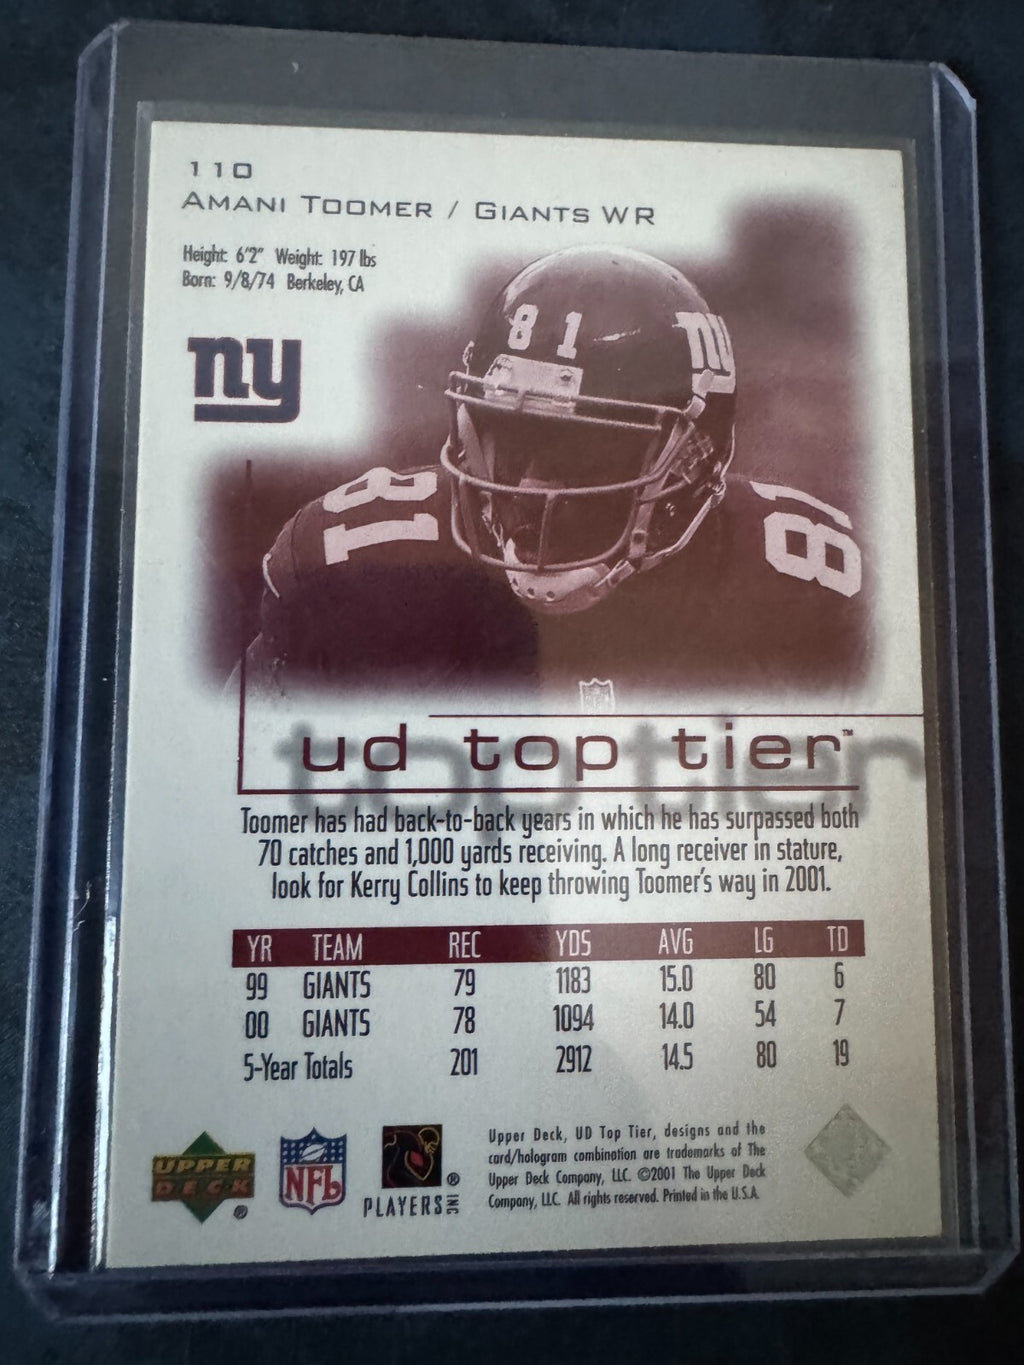 110
AMANI TOOMER / GIANTS WR
Height: 6'2" Weight: 197 lbs
Born: 9/8/74 Berkeley, CA
ny
81
ny
81
81
ud top tier™
Toomer has had back-to-back years in which he has surpassed both
70 catches and 1,000 yards receiving. A long receiver in stature,
look for Kerry Collins to keep throwing Toomer's way in 2001.
YR TEAM REC YDS AVG LG TD
99 GIANTS 79 1183 15.0 80 6
00 GIANTS 78 1094 14.0 54 7
5-Year Totals 201 2912 14.5 80 19
UPPER
DECK®
NFL
PLAYERS INC®
Upper Deck, UD Top Tier, designs and the
card/hologram combination are trademarks of The
Upper Deck Company, LLC. ©2001 The Upper Deck
Company, LLC. All rights reserved. Printed in the U.S.A.